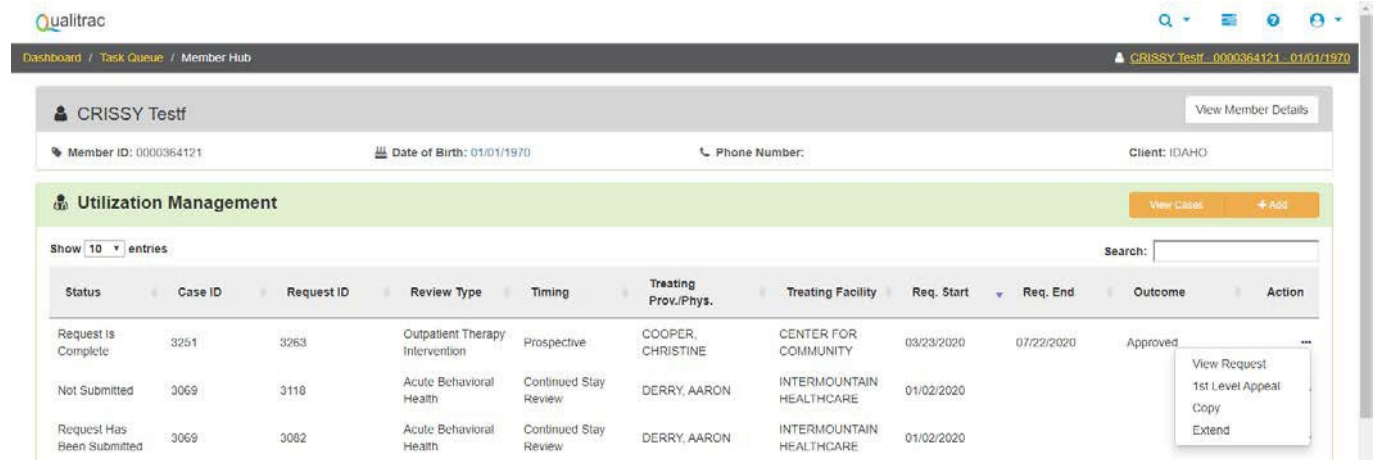 Qualitrac
Dashboard / Task Queue / Member Hub CRISSY Testf - 0000364121 - 01/01/1970
CRISSY Testf View Member Details
Member ID: 0000364121 Date of Birth: 01/01/1970 Phone Number: Client: IDAHO
Utilization Management View Cases + Add
Show 10 entries Search:
Status Case ID Request ID Review Type Timing Treating Prov./Phys. Treating Facility Req. Start Req. End Outcome Action
Request Is Complete 3251 3263 Outpatient Therapy Intervention Prospective COOPER, CHRISTINE CENTER FOR COMMUNITY 03/23/2020 07/22/2020 Approved ...
View Request
1st Level Appeal
Copy
Extend
Not Submitted 3069 3118 Acute Behavioral Health Continued Stay Review DERRY, AARON INTERMOUNTAIN HEALTHCARE 01/02/2020
Request Has Been Submitted 3069 3082 Acute Behavioral Health Continued Stay Review DERRY, AARON INTERMOUNTAIN HEALTHCARE 01/02/2020